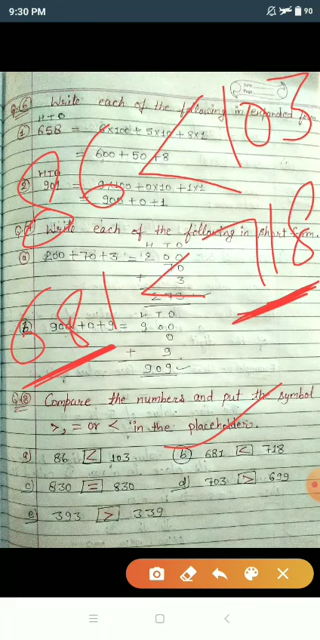 9:30 PM
90
Q.6 Write each of the following in expanded form
H T O
1) 658 = 6×100 + 5×10 + 8×1
= 600 + 50 + 8
H T O
2) 901 = 9×100 + 0×10 + 1×1
= 900 + 0 + 1
Write each of the following in short form.
H T O
a) 200 + 70 + 3 = 2 0 0
+ 3
2 7 3
H T O
b) 900 + 0 + 9 = 9 0 0
0
+ 9
9 0 9
Q.8 Compare the numbers and put the symbol
>, = or < in the placeholders.
a) 86 < 103 b) 681 < 718
c) 830 = 830 d) 703 > 699
e) 393 > 339
86 < 103
681 < 718